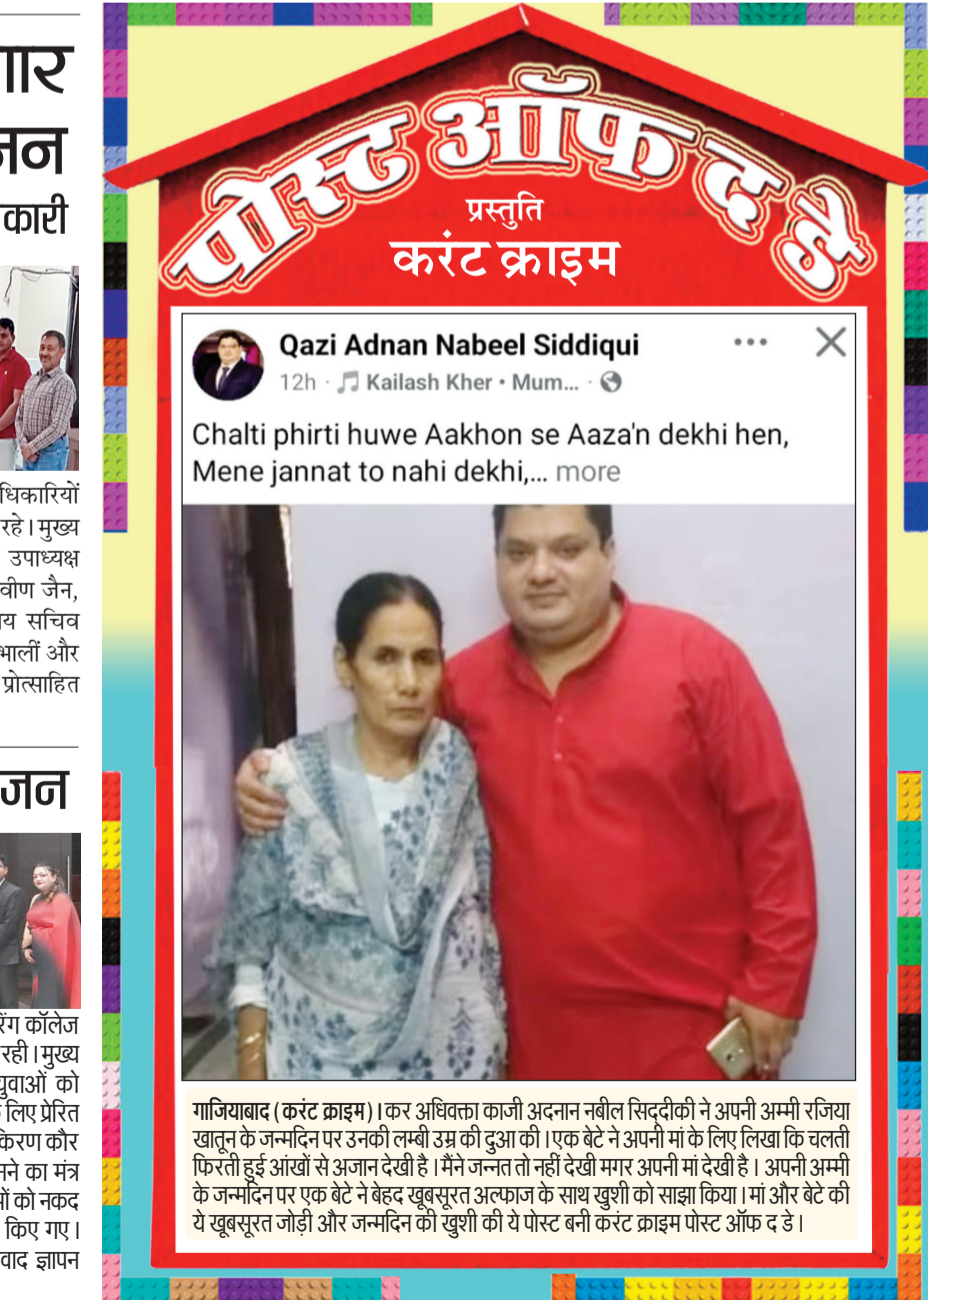 गार
जन
कारी
धिकारियों
रहे। मुख्य
उपाध्यक्ष
वीण जैन,
य सचिव
भालीं और
प्रोत्साहित
जन
रिंग कॉलेज
रही। मुख्य
युवाओं को
लिए प्रेरित
किरण कौर
नने का मंत्र
ओं को नकद
किए गए।
वाद ज्ञापन
पोस्ट ऑफ द डे
प्रस्तुति
करंट क्राइम
Qazi Adnan Nabeel Siddiqui
12h · Kailash Kher • Mum... ·
Chalti phirti huwe Aakhon se Aaza'n dekhi hen,
Mene jannat to nahi dekhi,... more
गाजियाबाद (करंट क्राइम)। कर अधिवक्ता काजी अदनान नबील सिद्दीकी ने अपनी अम्मी रजिया
खातून के जन्मदिन पर उनकी लम्बी उम्र की दुआ की। एक बेटे ने अपनी मां के लिए लिखा कि चलती
फिरती हुई आंखों से अजान देखी है। मैंने जन्नत तो नहीं देखी मगर अपनी मां देखी है। अपनी अम्मी
के जन्मदिन पर एक बेटे ने बेहद खूबसूरत अल्फाज के साथ खुशी को साझा किया। मां और बेटे की
ये खूबसूरत जोड़ी और जन्मदिन की खुशी की ये पोस्ट बनी करंट क्राइम पोस्ट ऑफ द डे।